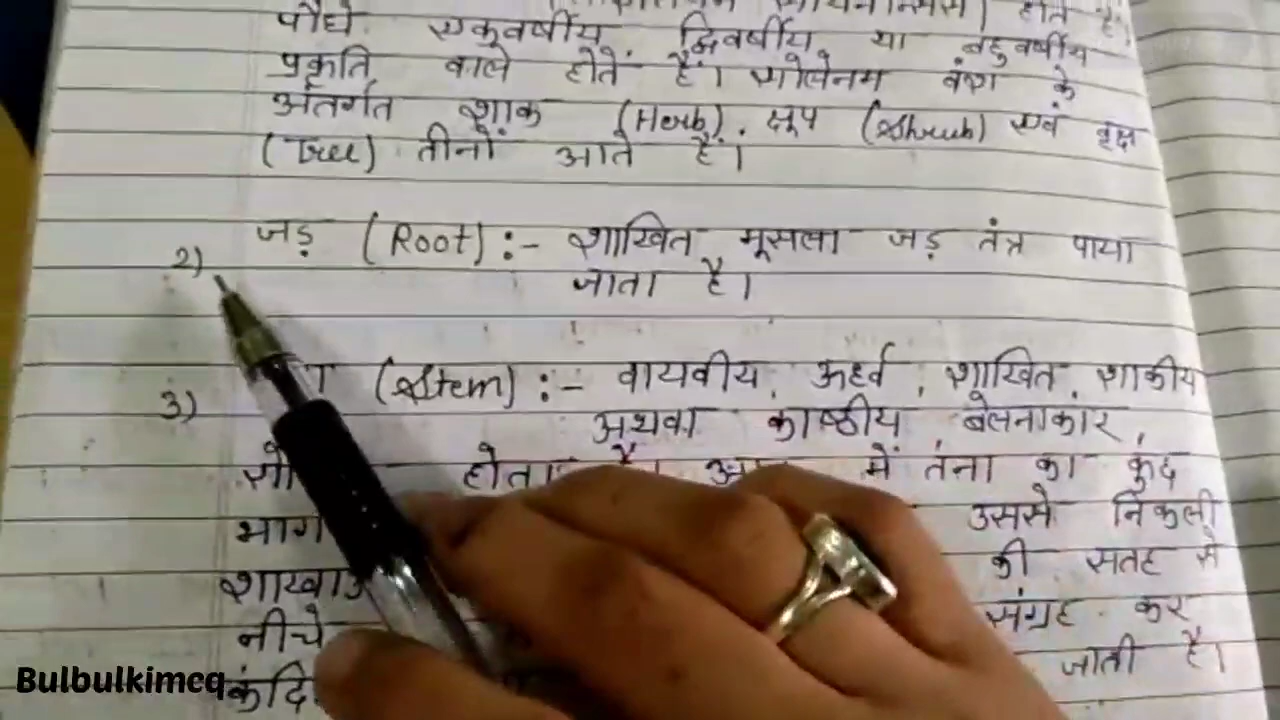 होते है,
पौधे एकवर्षीय द्विवर्षीय या बहुवर्षीय
प्रकृति वाले होते हैं। सोलेनम वंश के
अंतर्गत शाक (Herb). क्षूप (Shrub) एवं वृक्ष
(Tree) तीनों आते है।
2) जड़ (Root) :- शाखित मूसला जड़ तंत्र पाया
जाता है।
3) (Stem) :- वायवीय, ऊर्ध्व, शाखित, शाकीय
अथवा काष्ठीय बेलनाकार,
होता है। में तना का कुंद
भाग उससे निकली
की सतह से
नीचे संग्रह कर
जाती है।
Bulbulkimcq